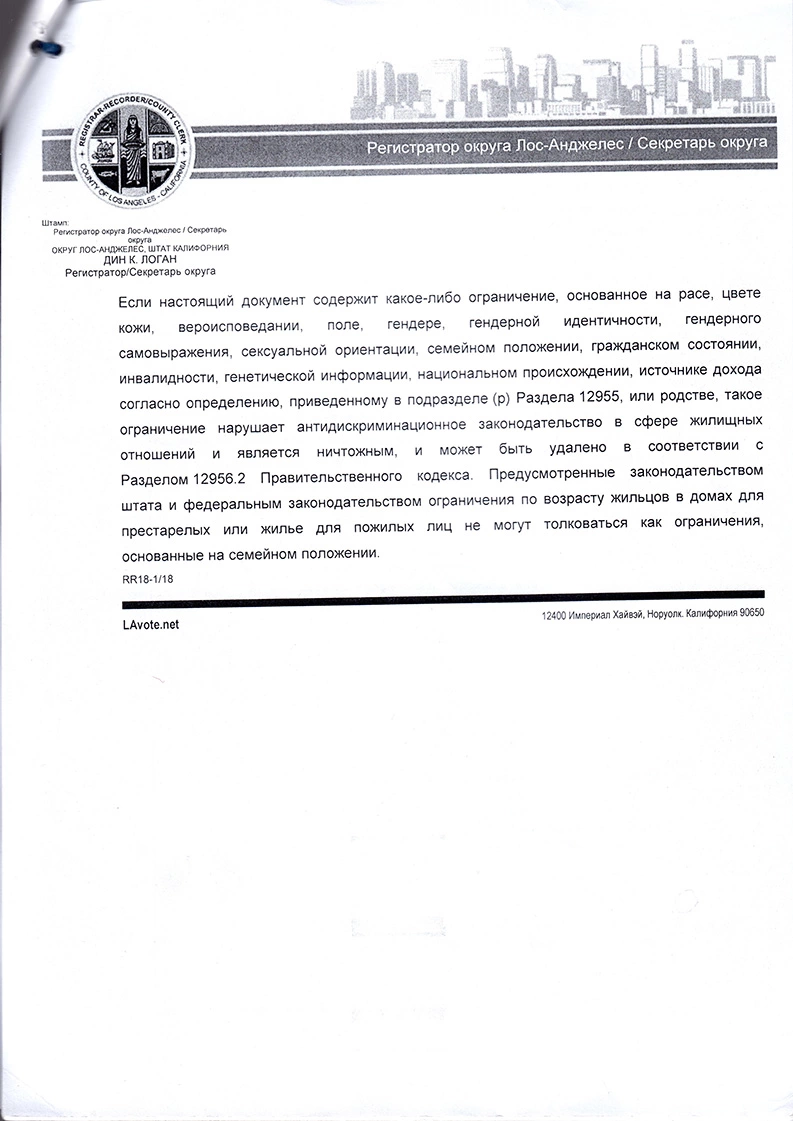 REGISTRAR-RECORDER/COUNTY CLERK
COUNTY OF LOS ANGELES - CALIFORNIA
Регистратор округа Лос-Анджелес / Секретарь округа
Штамп:
Регистратор округа Лос-Анджелес / Секретарь
округа
ОКРУГ ЛОС-АНДЖЕЛЕС, ШТАТ КАЛИФОРНИЯ
ДИН К. ЛОГАН
Регистратор/Секретарь округа
Если настоящий документ содержит какое-либо ограничение, основанное на расе, цвете
кожи, вероисповедании, поле, гендере, гендерной идентичности, гендерного
самовыражения, сексуальной ориентации, семейном положении, гражданском состоянии,
инвалидности, генетической информации, национальном происхождении, источнике дохода
согласно определению, приведенному в подразделе (p) Раздела 12955, или родстве, такое
ограничение нарушает антидискриминационное законодательство в сфере жилищных
отношений и является ничтожным, и может быть удалено в соответствии с
Разделом 12956.2 Правительственного кодекса. Предусмотренные законодательством
штата и федеральным законодательством ограничения по возрасту жильцов в домах для
престарелых или жилье для пожилых лиц не могут толковаться как ограничения,
основанные на семейном положении.
RR18-1/18
LAvote.net
12400 Империал Хайвэй, Норуолк. Калифорния 90650